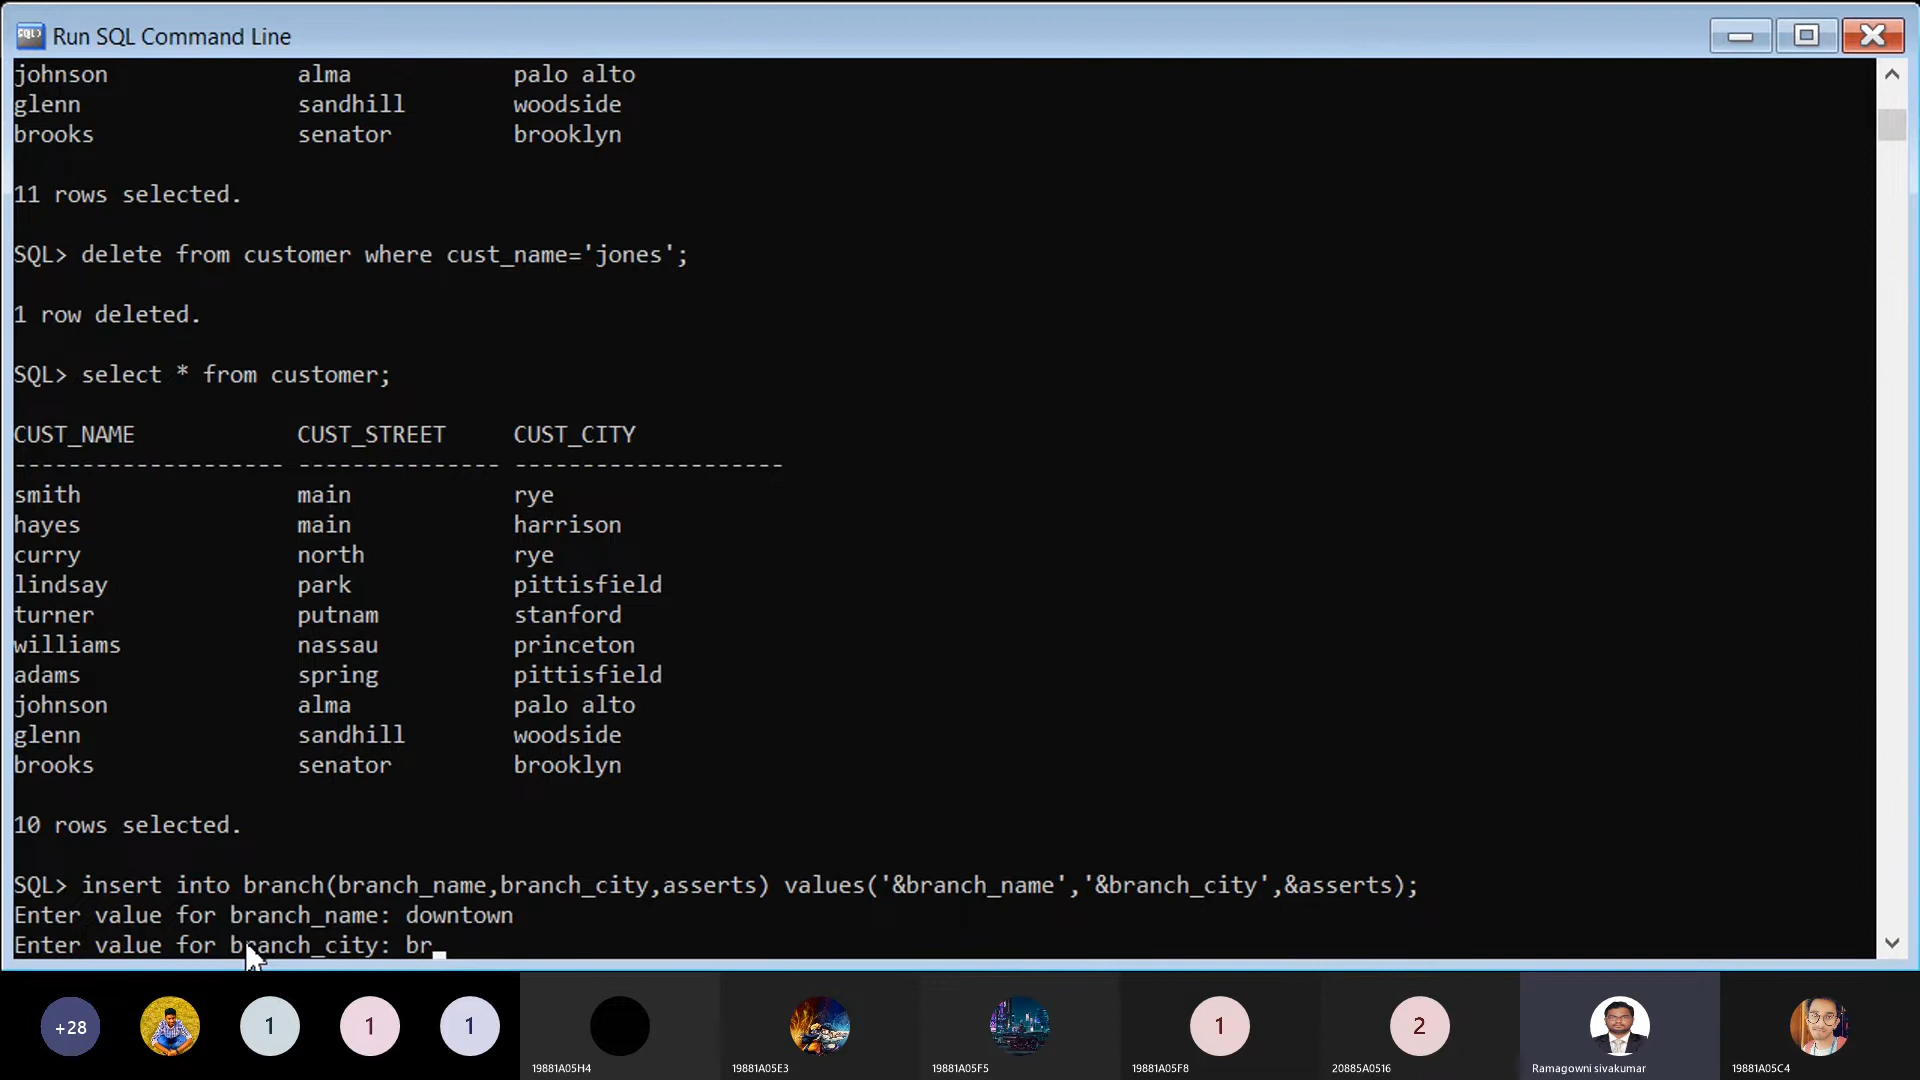 SQL> Run SQL Command Line
johnson alma palo alto
glenn sandhill woodside
brooks senator brooklyn
11 rows selected.
SQL> delete from customer where cust_name='jones';
1 row deleted.
SQL> select * from customer;
CUST_NAME CUST_STREET CUST_CITY
-------------------- --------------- --------------------
smith main rye
hayes main harrison
curry north rye
lindsay park pittisfield
turner putnam stanford
williams nassau princeton
adams spring pittisfield
johnson alma palo alto
glenn sandhill woodside
brooks senator brooklyn
10 rows selected.
SQL> insert into branch(branch_name,branch_city,asserts) values('&branch_name','&branch_city',&asserts);
Enter value for branch_name: downtown
Enter value for branch_city: br_
+28 1 1 1 1 2
19881A05H4 19881A05E3 19881A05F5 19881A05F8 20885A0516 Ramagowni sivakumar 19881A05C4